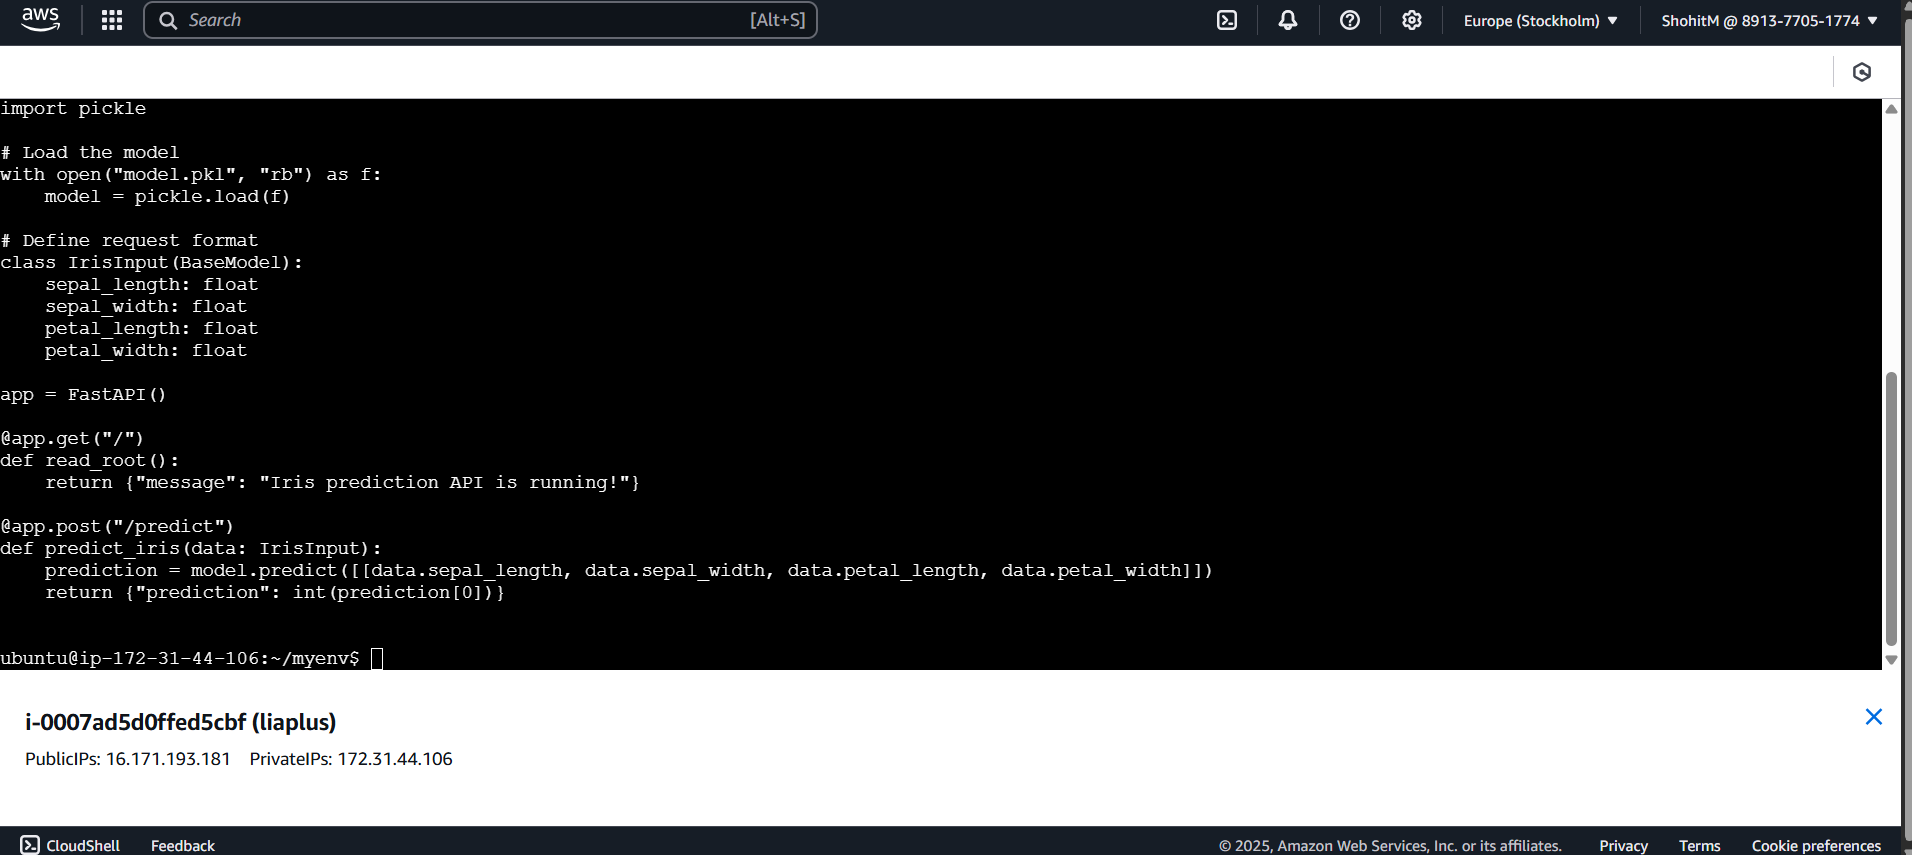 aws
Search
[Alt+S]
Europe (Stockholm)
ShohitM @ 8913-7705-1774
import pickle
# Load the model
with open("model.pkl", "rb") as f:
    model = pickle.load(f)
# Define request format
class IrisInput(BaseModel):
    sepal_length: float
    sepal_width: float
    petal_length: float
    petal_width: float
app = FastAPI()
@app.get("/")
def read_root():
    return {"message": "Iris prediction API is running!"}
@app.post("/predict")
def predict_iris(data: IrisInput):
    prediction = model.predict([[data.sepal_length, data.sepal_width, data.petal_length, data.petal_width]])
    return {"prediction": int(prediction[0])}
ubuntu@ip-172-31-44-106:~/myenv$
i-0007ad5d0ffed5cbf (liaplus)
PublicIPs: 16.171.193.181 PrivateIPs: 172.31.44.106
CloudShell
Feedback
© 2025, Amazon Web Services, Inc. or its affiliates.
Privacy
Terms
Cookie preferences